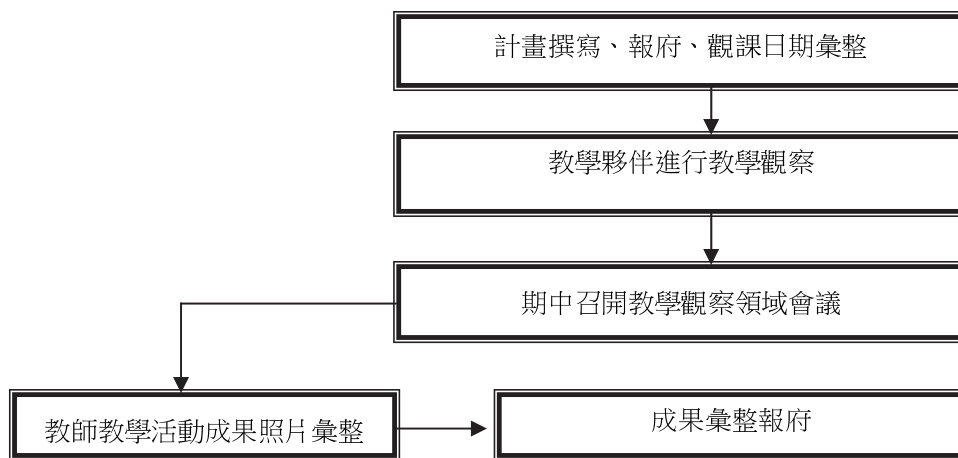 計畫撰寫、報府、觀課日期彙整
教學夥伴進行教學觀察
期中召開教學觀察領域會議
教師教學活動成果照片彙整
成果彙整報府